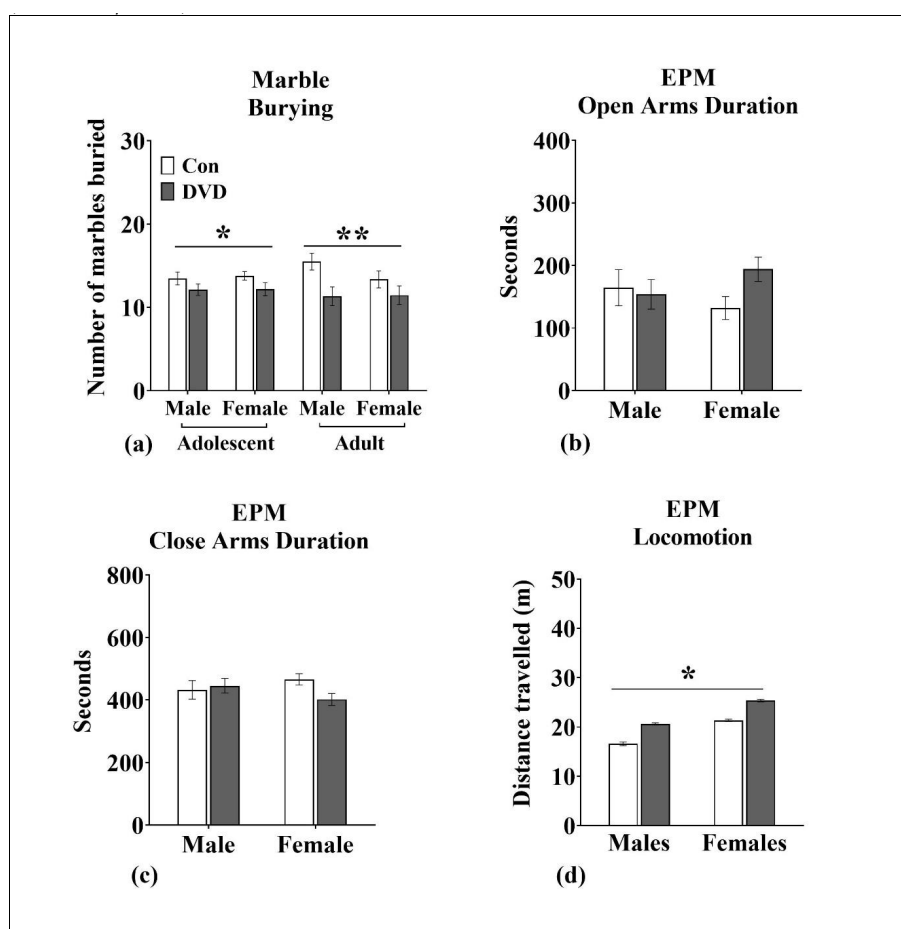 Marble
Burying
Number of marbles buried
30
20
10
0
Con
DVD
*
**
Male Female Male Female
Adolescent Adult
(a)
EPM
Open Arms Duration
Seconds
400
300
200
100
0
Male Female
(b)
EPM
Close Arms Duration
Seconds
800
600
400
200
0
Male Female
(c)
EPM
Locomotion
Distance travelled (m)
50
40
30
20
10
0
*
Males Females
(d)